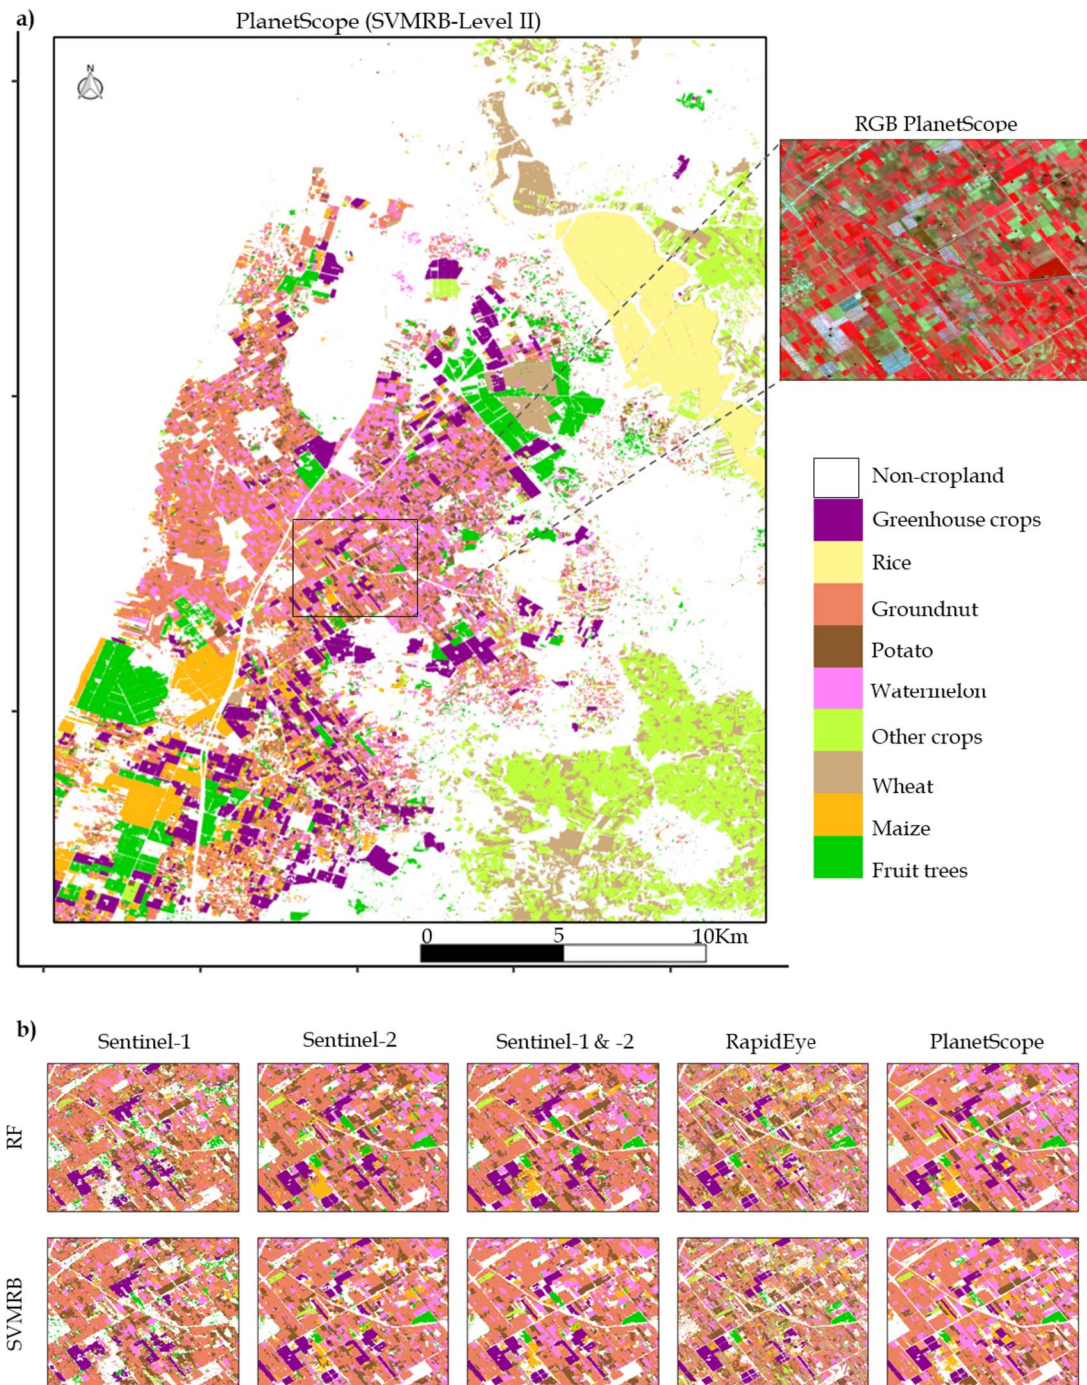 a)
PlanetScope (SVMRB-Level II)
N
RGB PlanetScope
Non-cropland
Greenhouse crops
Rice
Groundnut
Potato
Watermelon
Other crops
Wheat
Maize
Fruit trees
0 5 10Km
b)
Sentinel-1 Sentinel-2 Sentinel-1 & -2 RapidEye PlanetScope
RF
SVMRB